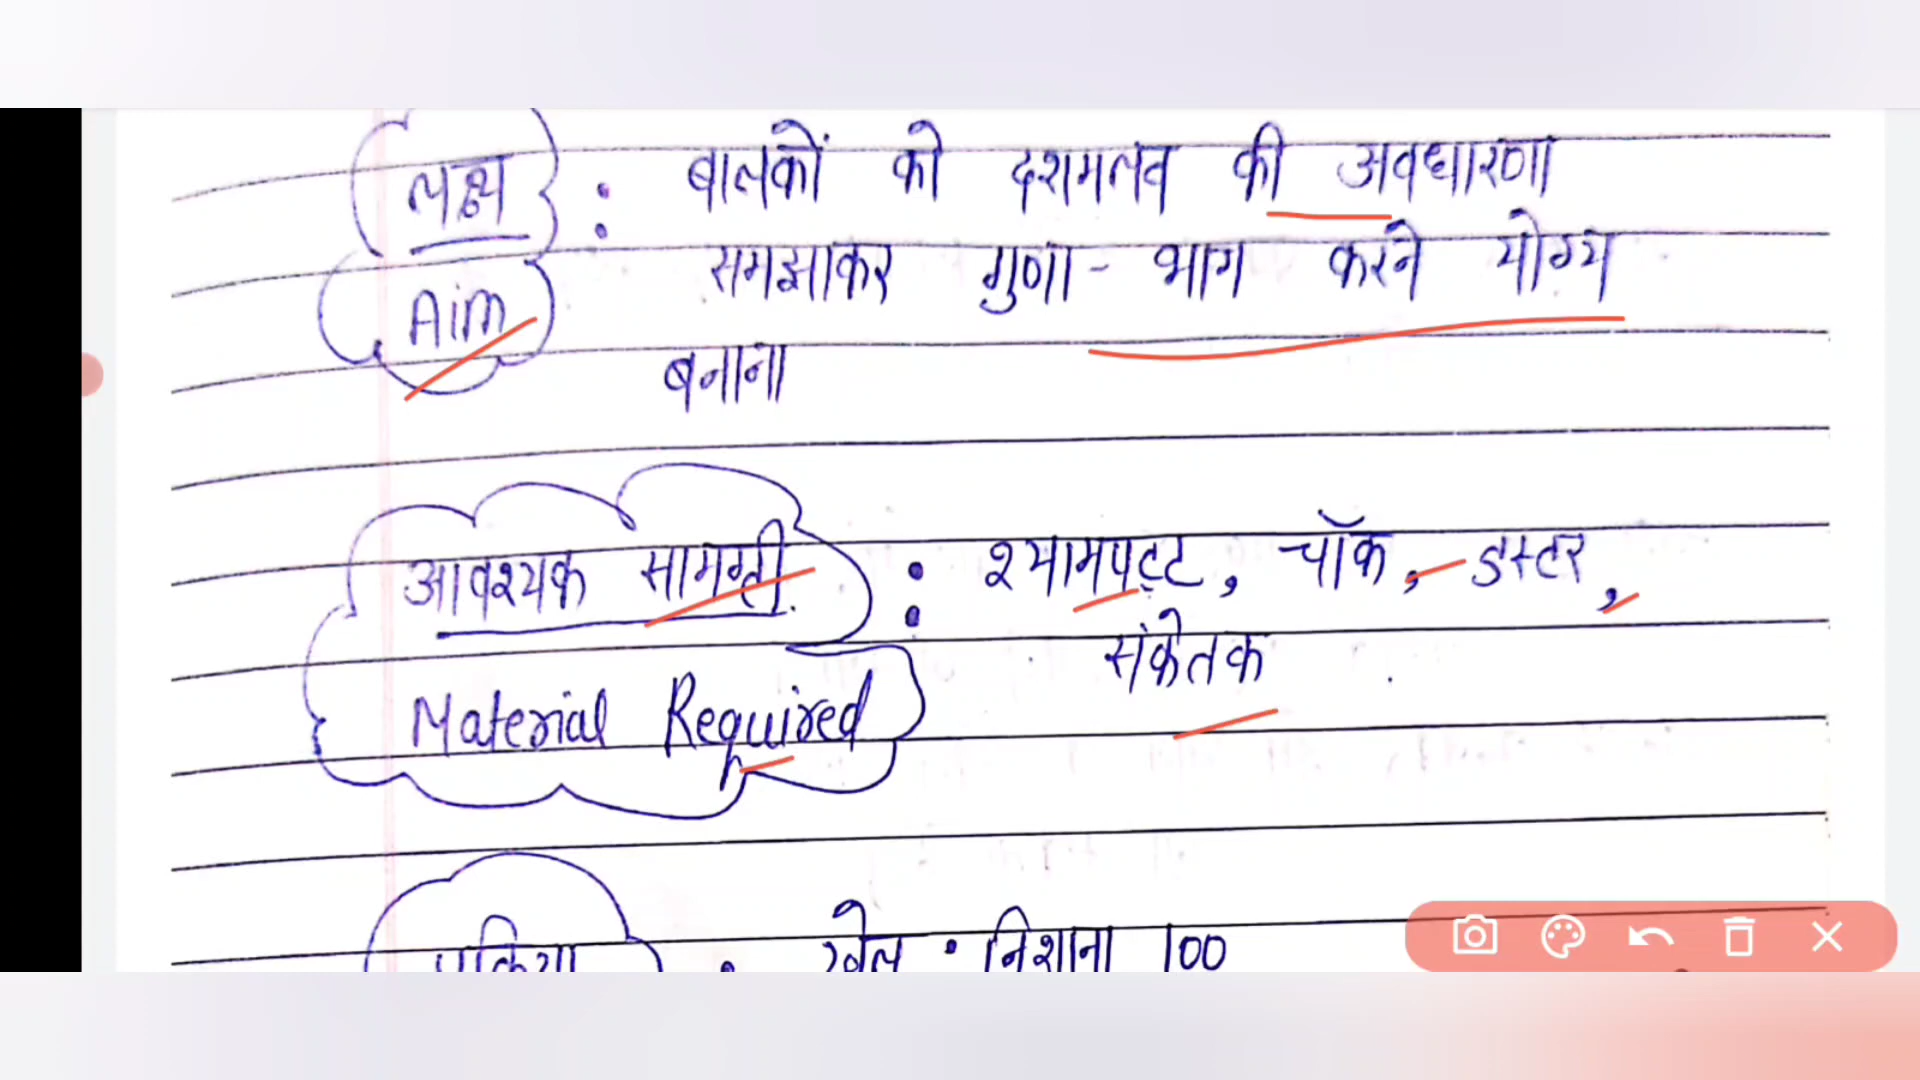 लक्ष्य : बालकों को दशमलव की अवधारणा
समझाकर गुणा - भाग करने योग्य
Aim
बनाना
आवश्यक सामग्री : श्यामपट्ट, चॉक, डस्टर,
संकेतक
Material Required
प्रक्रिया : खेल : निशाना 100